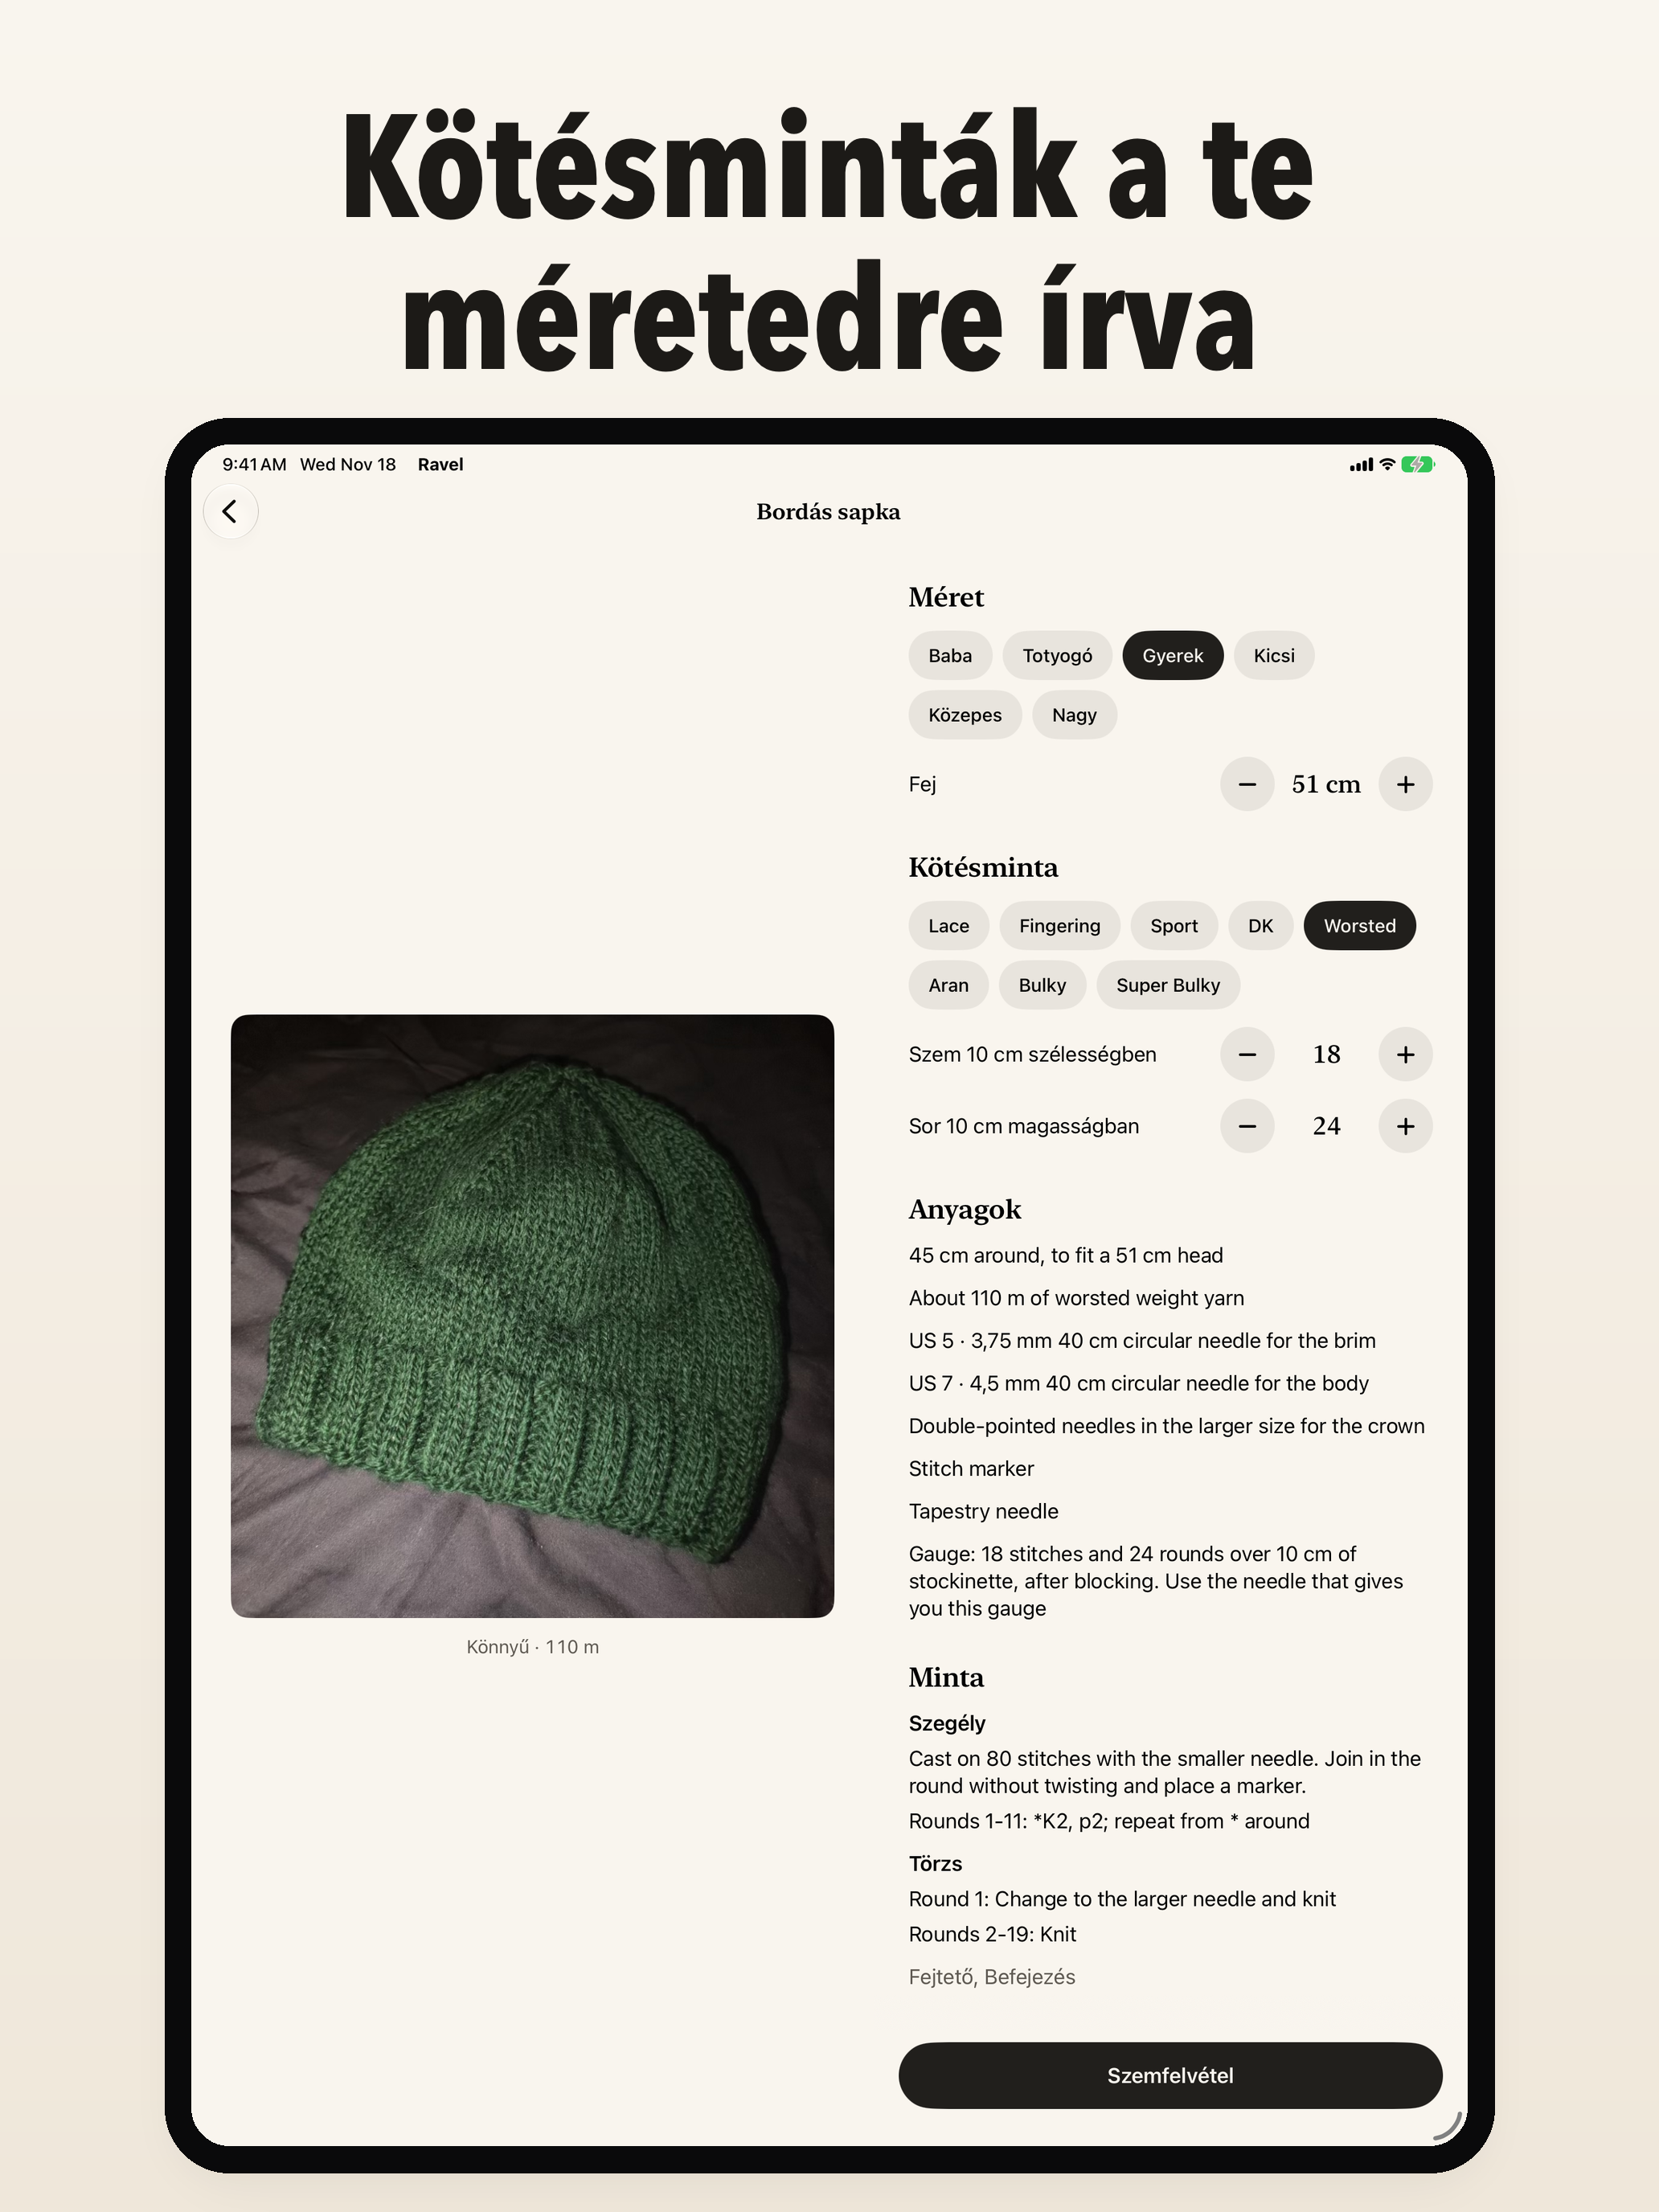 Kötésminták a te
méretedre írva
9:41 AM Wed Nov 18 Ravel
Bordás sapka
Méret
Baba Totyogó Gyerek Kicsi
Közepes Nagy
Fej − 51 cm +
Kötésminta
Lace Fingering Sport DK Worsted
Aran Bulky Super Bulky
Szem 10 cm szélességben − 18 +
Sor 10 cm magasságban − 24 +
Anyagok
45 cm around, to fit a 51 cm head
About 110 m of worsted weight yarn
US 5 · 3,75 mm 40 cm circular needle for the brim
US 7 · 4,5 mm 40 cm circular needle for the body
Double-pointed needles in the larger size for the crown
Stitch marker
Tapestry needle
Gauge: 18 stitches and 24 rounds over 10 cm of
stockinette, after blocking. Use the needle that gives
you this gauge
Könnyű · 110 m
Minta
Szegély
Cast on 80 stitches with the smaller needle. Join in the
round without twisting and place a marker.
Rounds 1-11: *K2, p2; repeat from * around
Törzs
Round 1: Change to the larger needle and knit
Rounds 2-19: Knit
Fejtető, Befejezés
Szemfelvétel